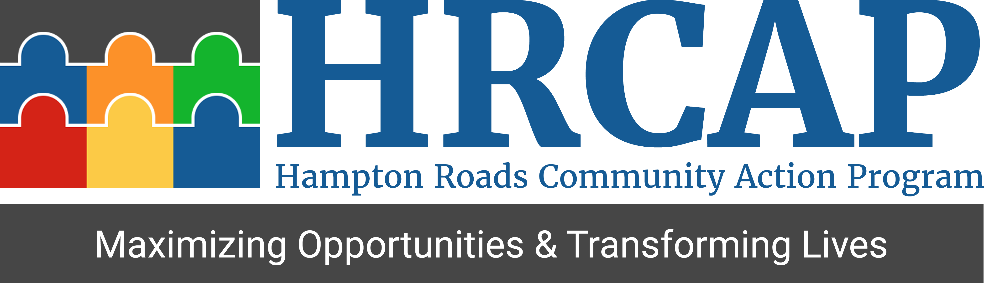 HRCAP
Hampton Roads Community Action Program
Maximizing Opportunities & Transforming Lives